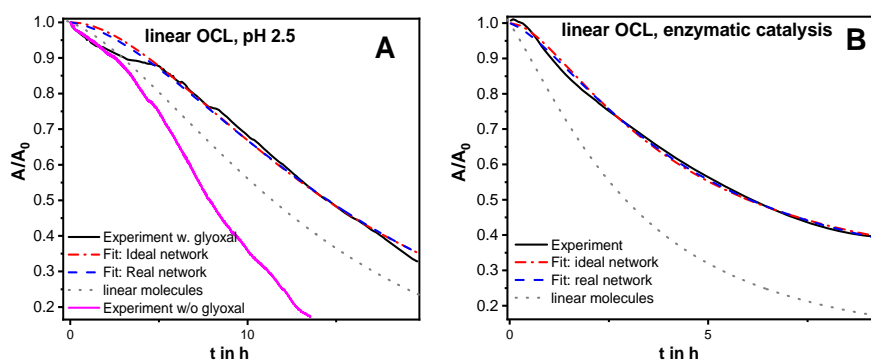 linear OCL, pH 2.5
A
1.0
0.9
0.8
0.7
0.6
0.5
0.4
0.3
0.2
A/A0
Experiment w. glyoxal
Fit: Ideal network
Fit: Real network
linear molecules
Experiment w/o glyoxal
0
10
t in h
linear OCL, enzymatic catalysis
B
1.0
0.9
0.8
0.7
0.6
0.5
0.4
0.3
0.2
A/A0
Experiment
Fit: ideal network
Fit: real network
linear molecules
0
5
t in h